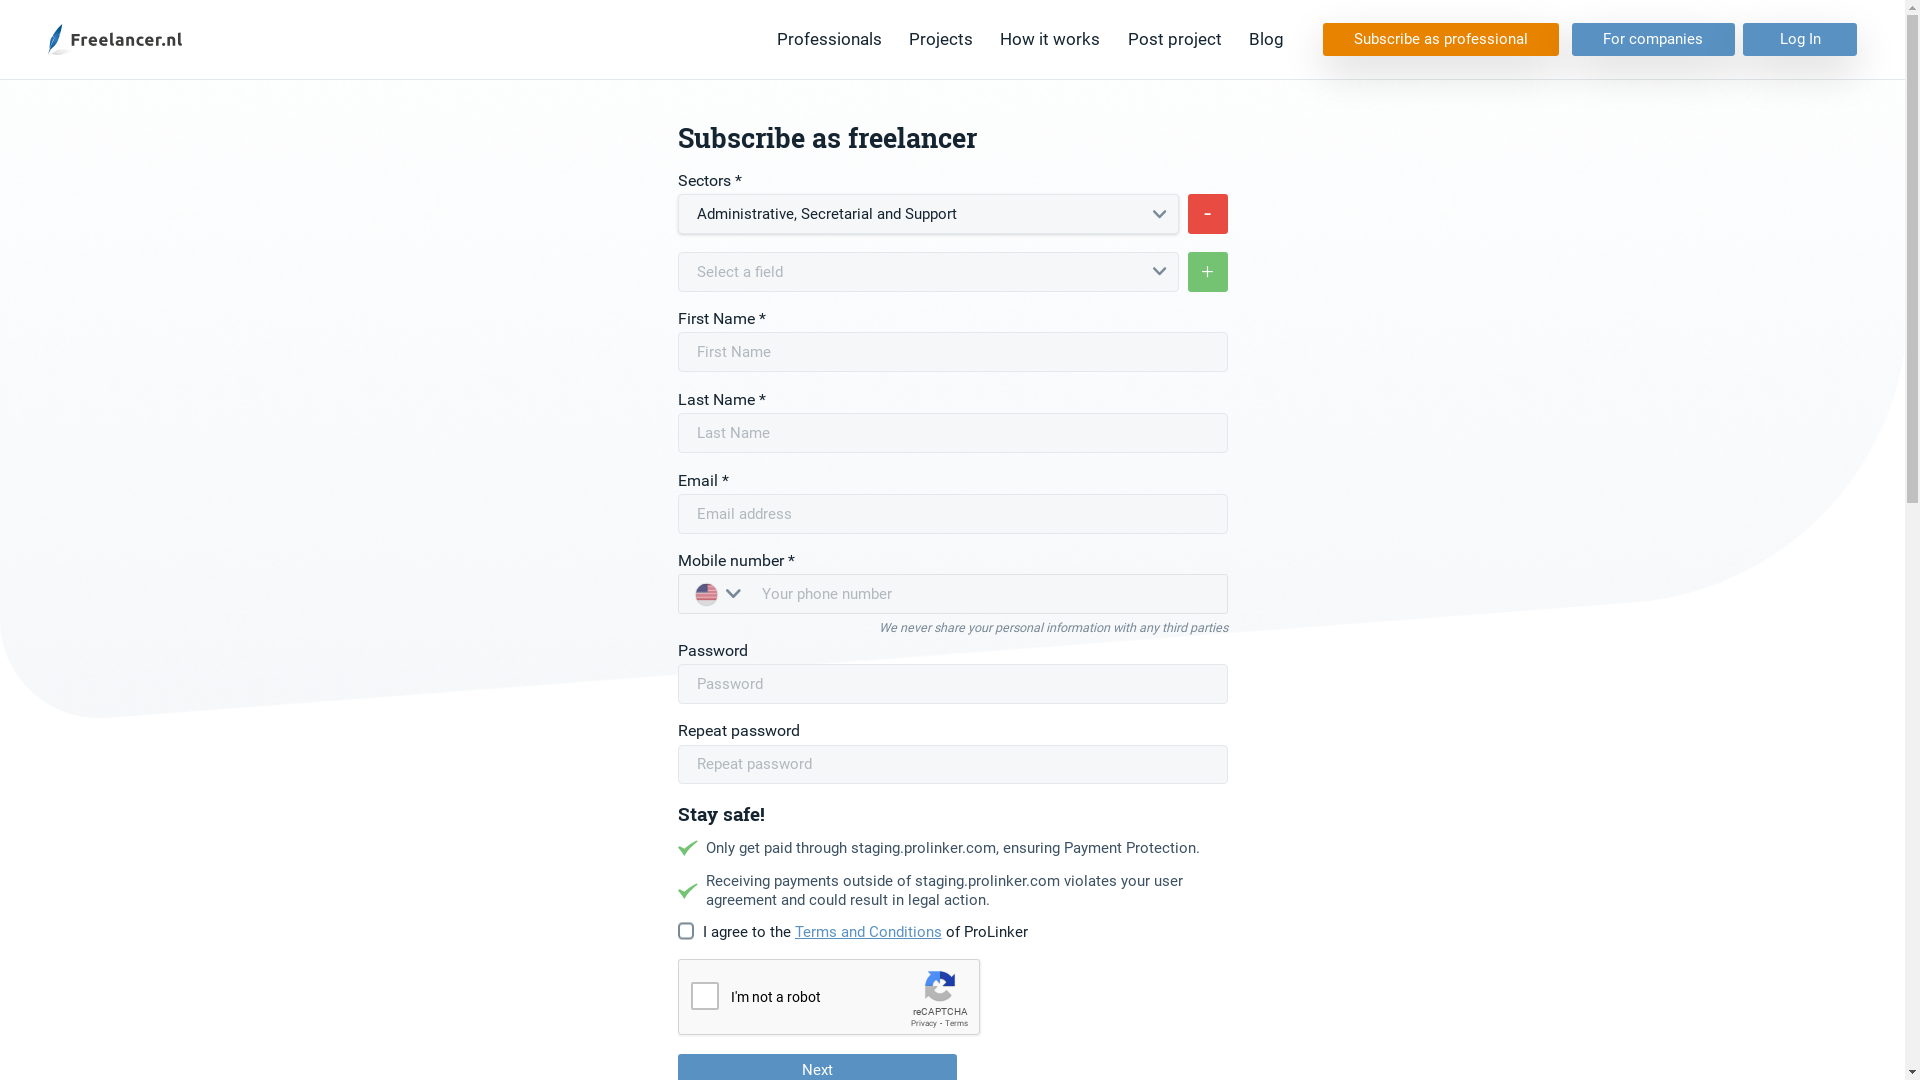 Freelancer.nl
Professionals
Projects
How it works
Post project
Blog
Subscribe as professional
For companies
Log In
Subscribe as freelancer
Sectors *
Administrative, Secretarial and Support
-
Select a field
+
First Name *
First Name
Last Name *
Last Name
Email *
Email address
Mobile number *
Your phone number
We never share your personal information with any third parties
Password
Password
Repeat password
Repeat password
Stay safe!
Only get paid through staging.prolinker.com, ensuring Payment Protection.
Receiving payments outside of staging.prolinker.com violates your user
agreement and could result in legal action.
I agree to the Terms and Conditions of ProLinker
I'm not a robot
reCAPTCHA
Privacy - Terms
Next